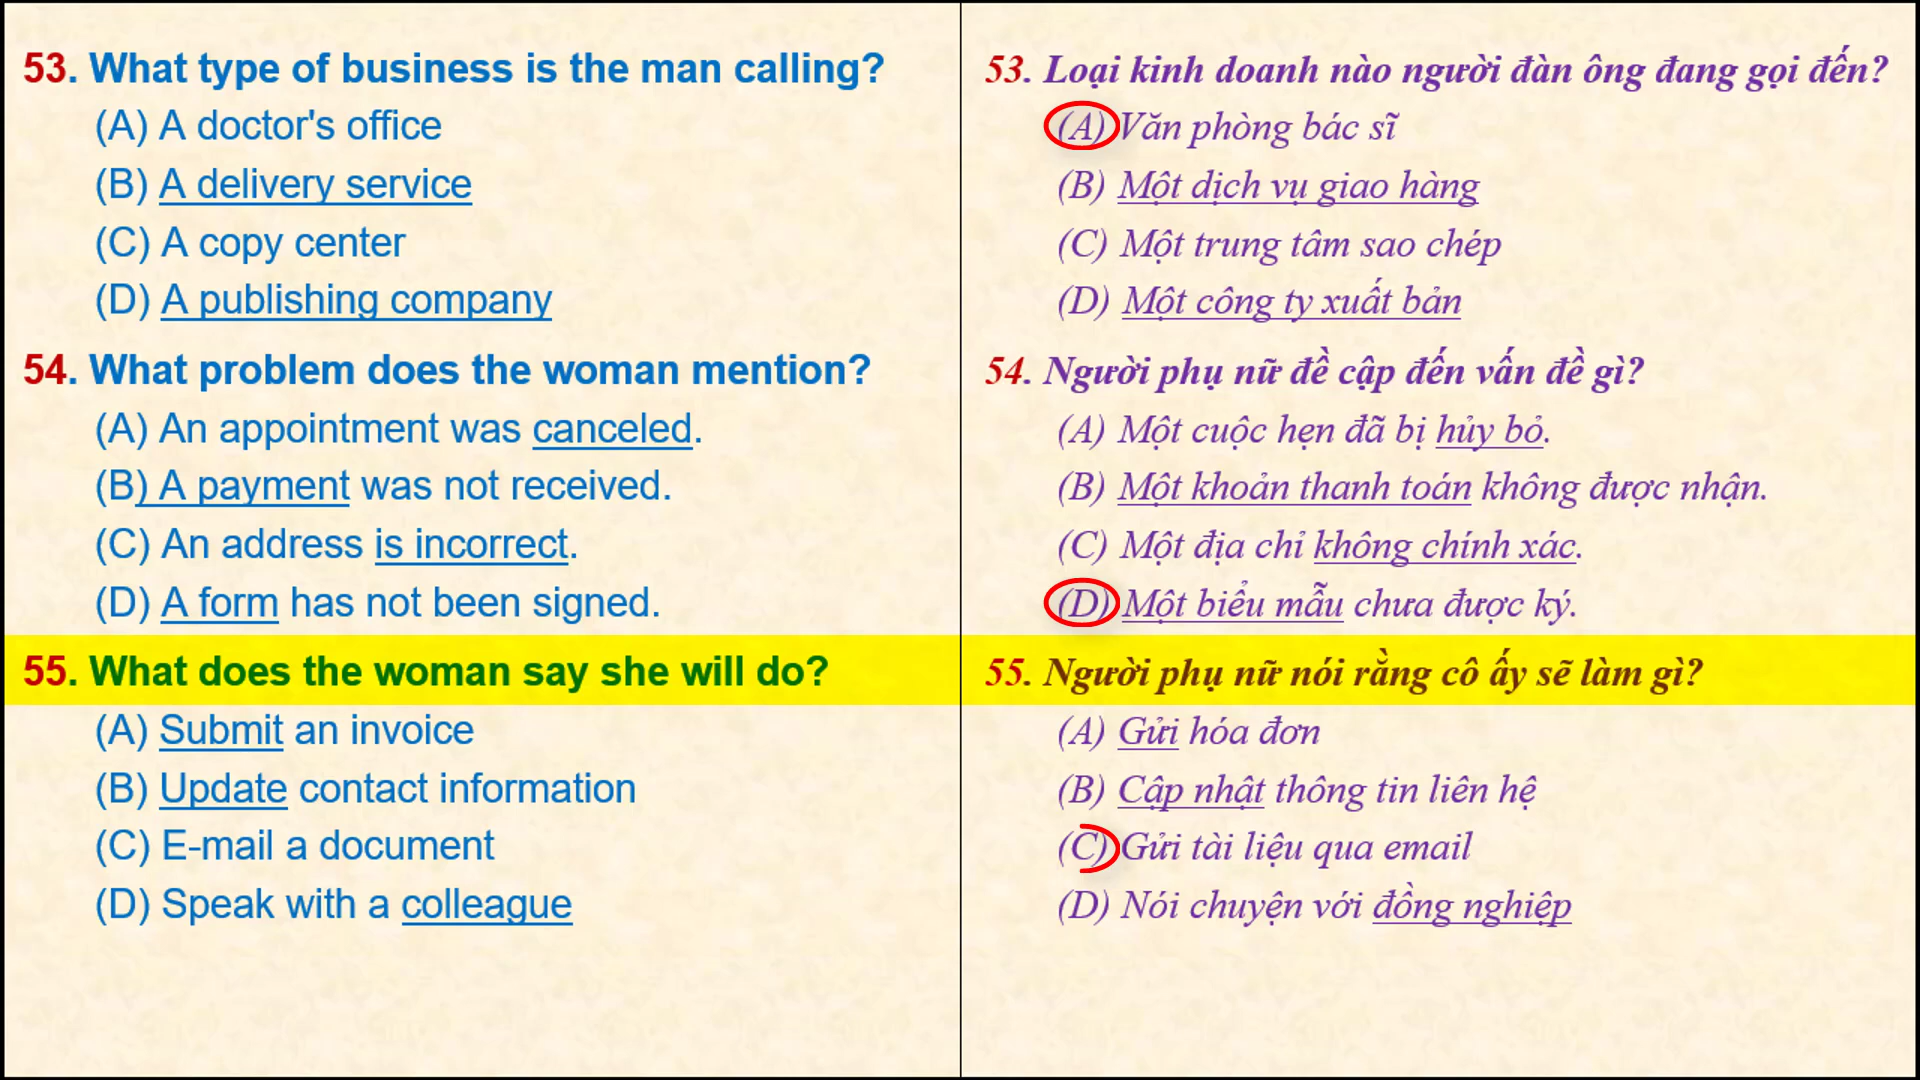 53. What type of business is the man calling?
(A) A doctor's office
(B) A delivery service
(C) A copy center
(D) A publishing company
54. What problem does the woman mention?
(A) An appointment was canceled.
(B) A payment was not received.
(C) An address is incorrect.
(D) A form has not been signed.
55. What does the woman say she will do?
(A) Submit an invoice
(B) Update contact information
(C) E-mail a document
(D) Speak with a colleague
53. Loại kinh doanh nào người đàn ông đang gọi đến?
(A) Văn phòng bác sĩ
(B) Một dịch vụ giao hàng
(C) Một trung tâm sao chép
(D) Một công ty xuất bản
54. Người phụ nữ đề cập đến vấn đề gì?
(A) Một cuộc hẹn đã bị hủy bỏ.
(B) Một khoản thanh toán không được nhận.
(C) Một địa chỉ không chính xác.
(D) Một biểu mẫu chưa được ký.
55. Người phụ nữ nói rằng cô ấy sẽ làm gì?
(A) Gửi hóa đơn
(B) Cập nhật thông tin liên hệ
(C) Gửi tài liệu qua email
(D) Nói chuyện với đồng nghiệp